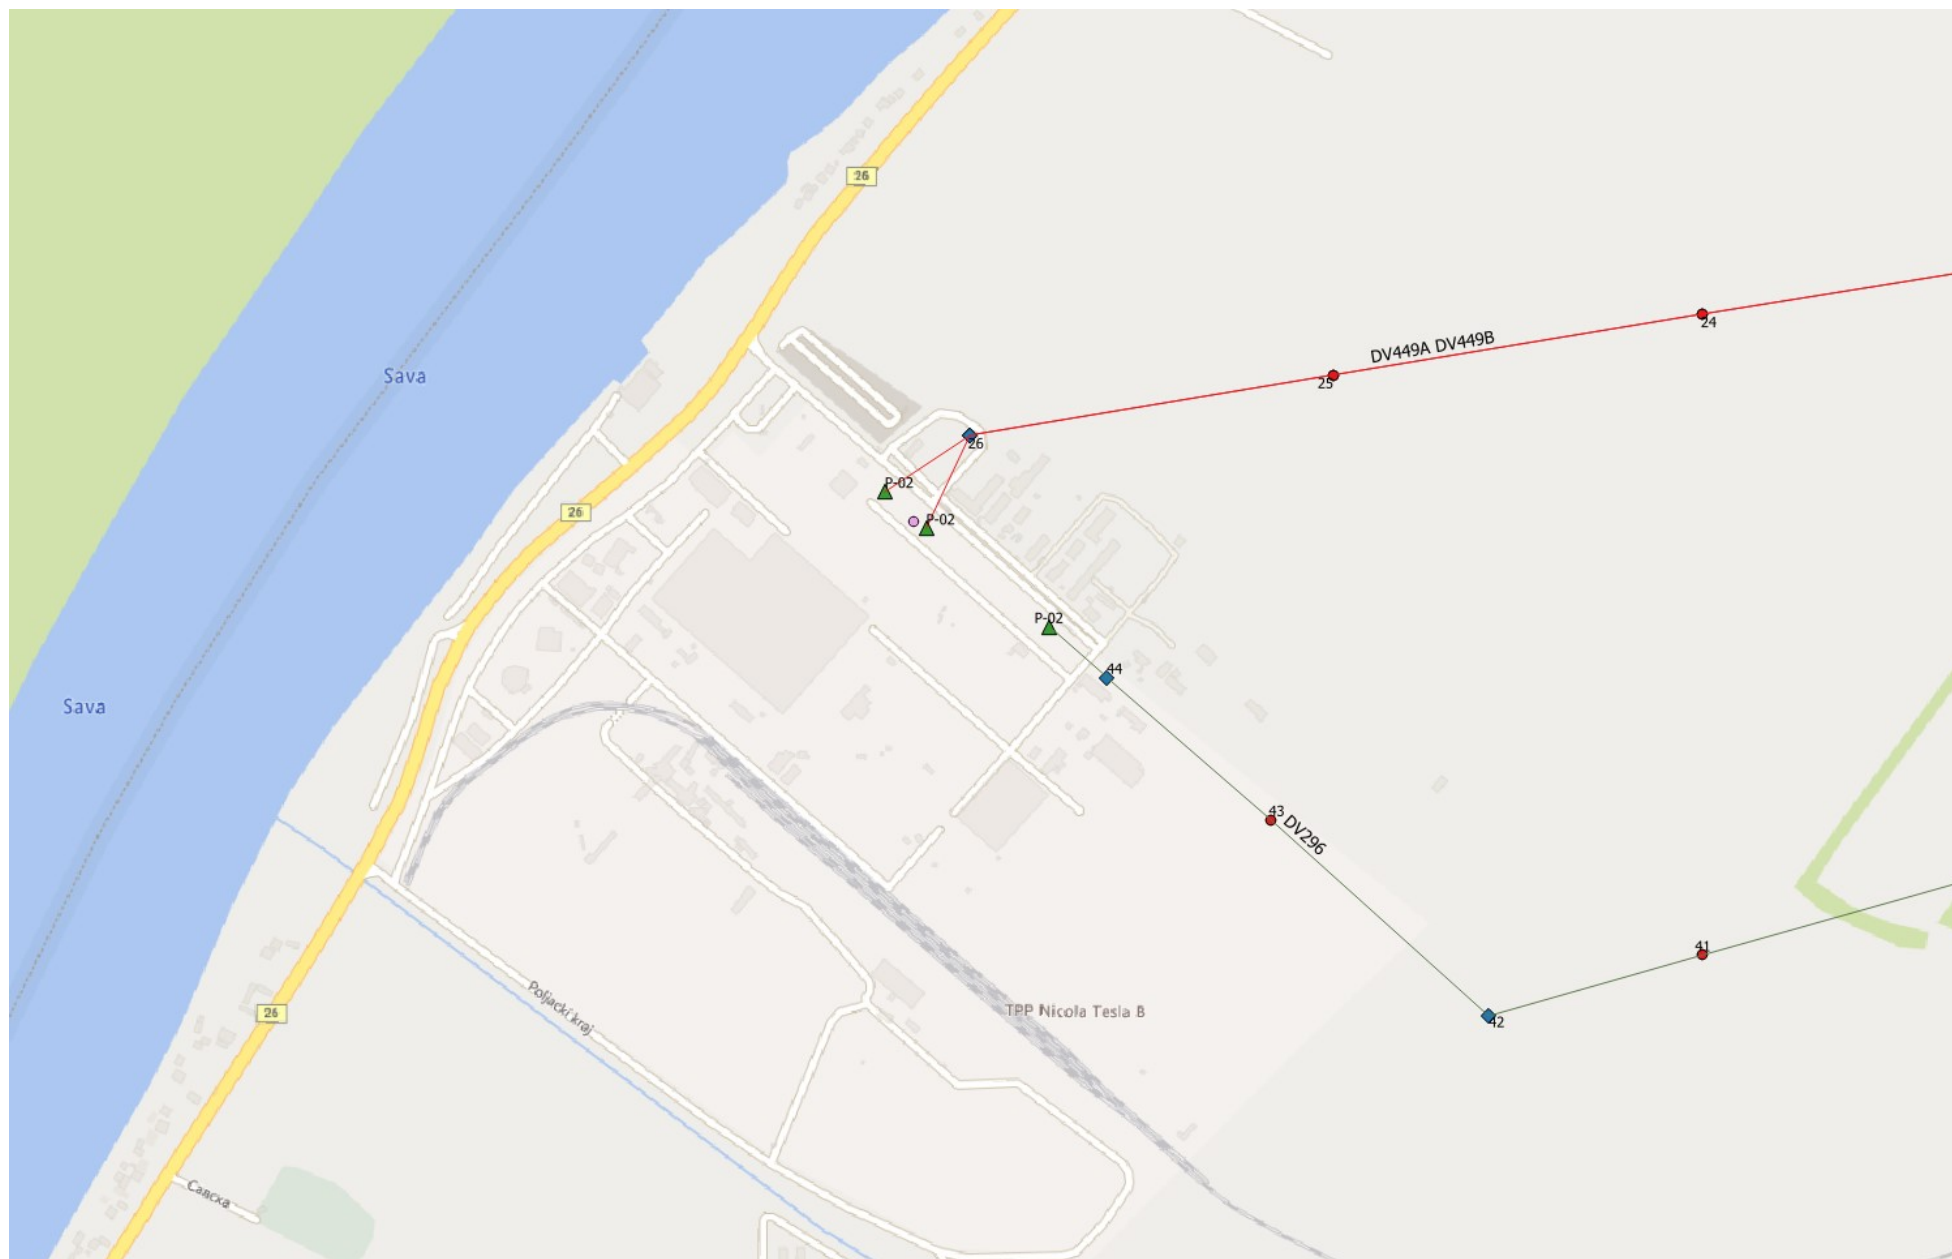 26
Sava
24
DV449A DV449B
25
26
P-02
26
P-02
P-02
44
Sava
43
DV296
41
Poljacki kraj
TPP Nicola Tesla B
26
42
Савска